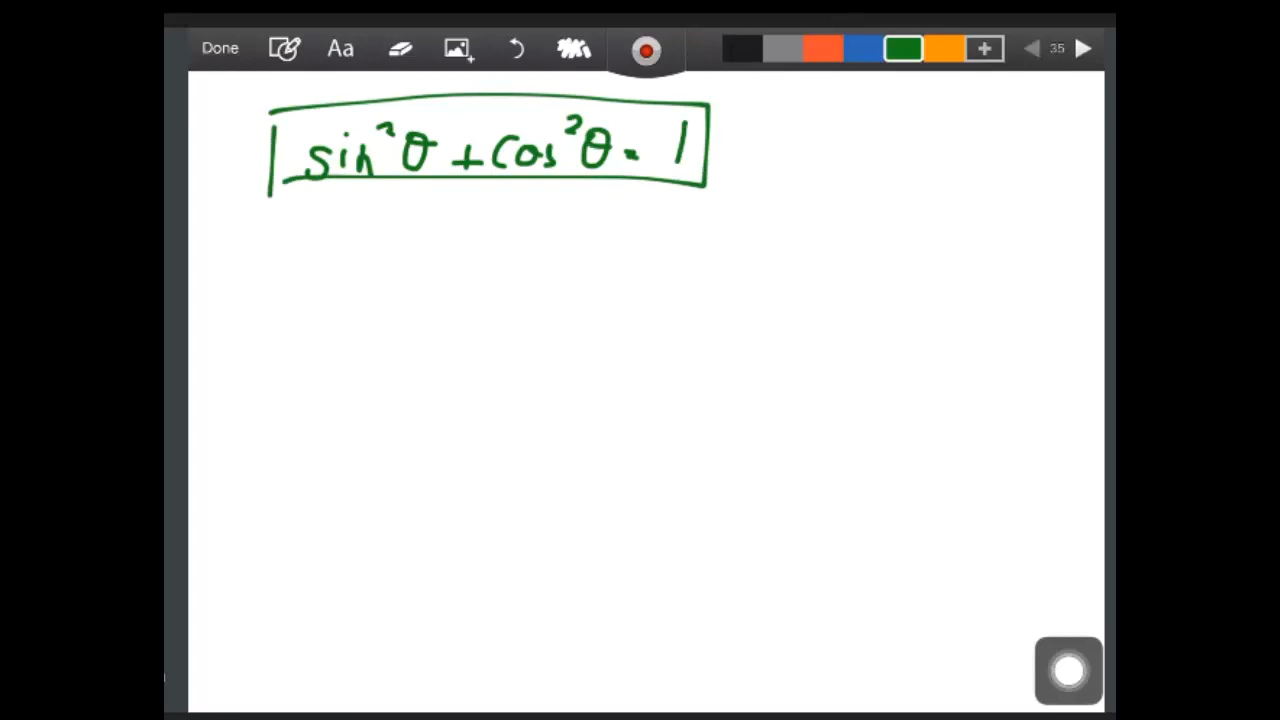 Done Aa 35
sin²θ + cos²θ = 1